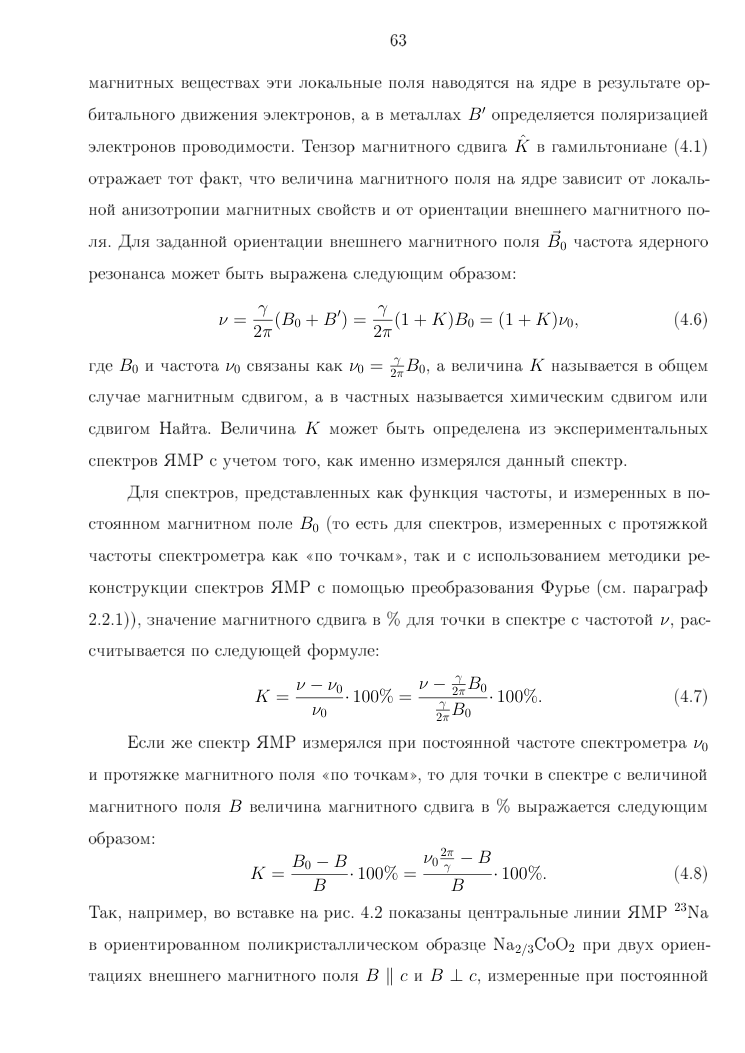 63
магнитных веществах эти локальные поля наводятся на ядре в результате ор-
битального движения электронов, а в металлах B′ определяется поляризацией
электронов проводимости. Тензор магнитного сдвига K̂ в гамильтониане (4.1)
отражает тот факт, что величина магнитного поля на ядре зависит от локаль-
ной анизотропии магнитных свойств и от ориентации внешнего магнитного по-
ля. Для заданной ориентации внешнего магнитного поля B⃗₀ частота ядерного
резонанса может быть выражена следующим образом:
ν = γ/2π (B₀ + B′) = γ/2π (1 + K)B₀ = (1 + K)ν₀, (4.6)
где B₀ и частота ν₀ связаны как ν₀ = γ/2π B₀, а величина K называется в общем
случае магнитным сдвигом, а в частных называется химическим сдвигом или
сдвигом Найта. Величина K может быть определена из экспериментальных
спектров ЯМР с учетом того, как именно измерялся данный спектр.
Для спектров, представленных как функция частоты, и измеренных в по-
стоянном магнитном поле B₀ (то есть для спектров, измеренных с протяжкой
частоты спектрометра как «по точкам», так и с использованием методики ре-
конструкции спектров ЯМР с помощью преобразования Фурье (см. параграф
2.2.1)), значение магнитного сдвига в % для точки в спектре с частотой ν, рас-
считывается по следующей формуле:
K = (ν − ν₀)/ν₀ · 100% = (ν − γ/2π B₀)/(γ/2π B₀) · 100%. (4.7)
Если же спектр ЯМР измерялся при постоянной частоте спектрометра ν₀
и протяжке магнитного поля «по точкам», то для точки в спектре с величиной
магнитного поля B величина магнитного сдвига в % выражается следующим
образом:
K = (B₀ − B)/B · 100% = (ν₀ 2π/γ − B)/B · 100%. (4.8)
Так, например, во вставке на рис. 4.2 показаны центральные линии ЯМР ²³Na
в ориентированном поликристаллическом образце Na₂/₃CoO₂ при двух ориен-
тациях внешнего магнитного поля B ∥ c и B ⊥ c, измеренные при постоянной